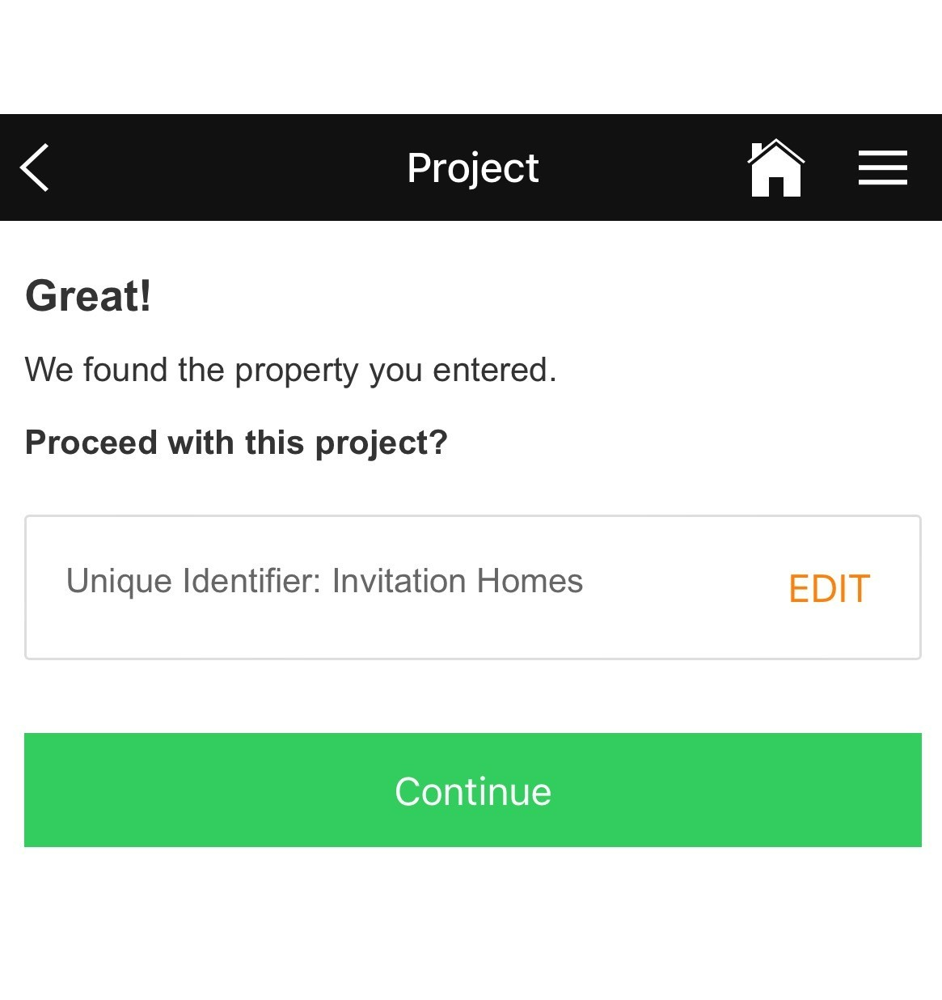 Project
Great!
We found the property you entered.
Proceed with this project?
Unique Identifier: Invitation Homes
EDIT
Continue